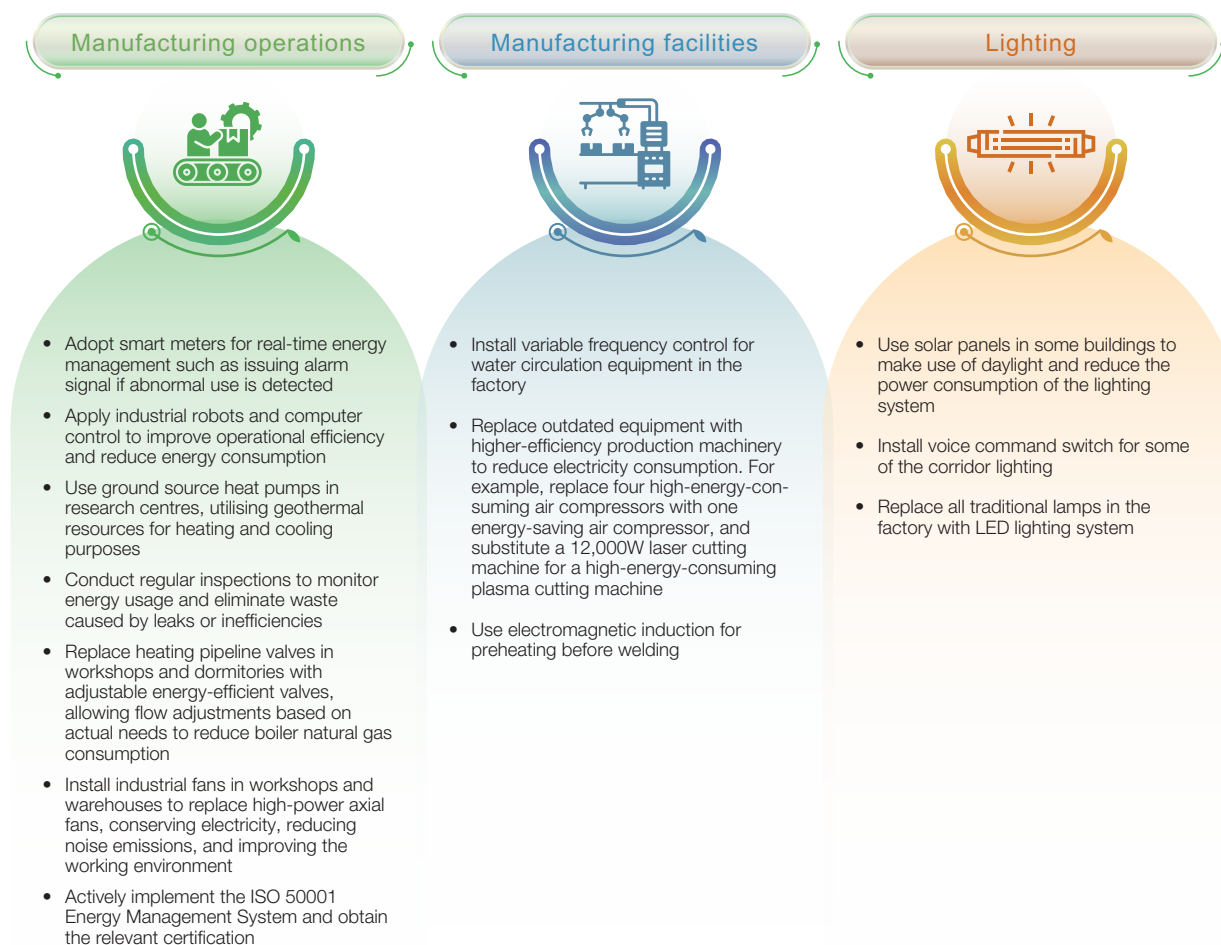 Manufacturing operations
Adopt smart meters for real-time energy
management such as issuing alarm
signal if abnormal use is detected
Apply industrial robots and computer
control to improve operational efficiency
and reduce energy consumption
Use ground source heat pumps in
research centres, utilising geothermal
resources for heating and cooling
purposes
Conduct regular inspections to monitor
energy usage and eliminate waste
caused by leaks or inefficiencies
Replace heating pipeline valves in
workshops and dormitories with
adjustable energy-efficient valves,
allowing flow adjustments based on
actual needs to reduce boiler natural gas
consumption
Install industrial fans in workshops and
warehouses to replace high-power axial
fans, conserving electricity, reducing
noise emissions, and improving the
working environment
Actively implement the ISO 50001
Energy Management System and obtain
the relevant certification
Manufacturing facilities
Install variable frequency control for
water circulation equipment in the
factory
Replace outdated equipment with
higher-efficiency production machinery
to reduce electricity consumption. For
example, replace four high-energy-con-
suming air compressors with one
energy-saving air compressor, and
substitute a 12,000W laser cutting
machine for a high-energy-consuming
plasma cutting machine
Use electromagnetic induction for
preheating before welding
Lighting
Use solar panels in some buildings to
make use of daylight and reduce the
power consumption of the lighting
system
Install voice command switch for some
of the corridor lighting
Replace all traditional lamps in the
factory with LED lighting system